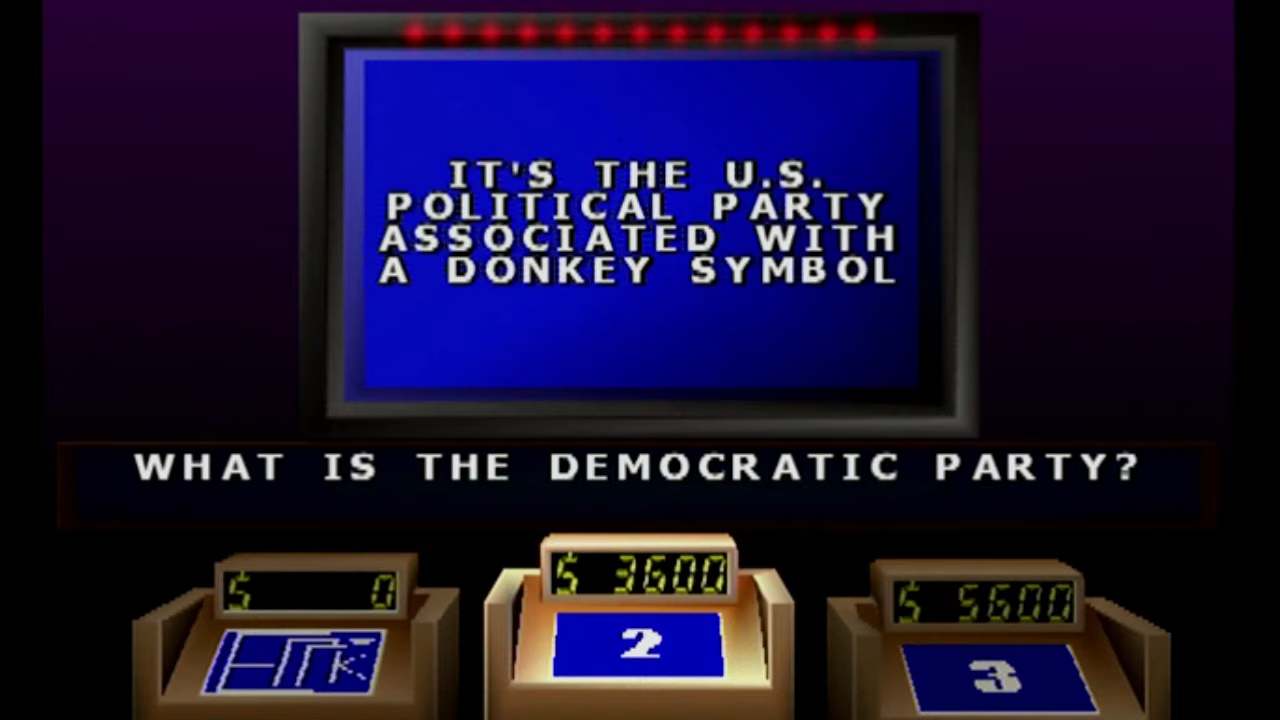 IT'S THE U.S.
POLITICAL PARTY
ASSOCIATED WITH
A DONKEY SYMBOL
WHAT IS THE DEMOCRATIC PARTY?
$ 0
$ 3600
$ 5600
2
3